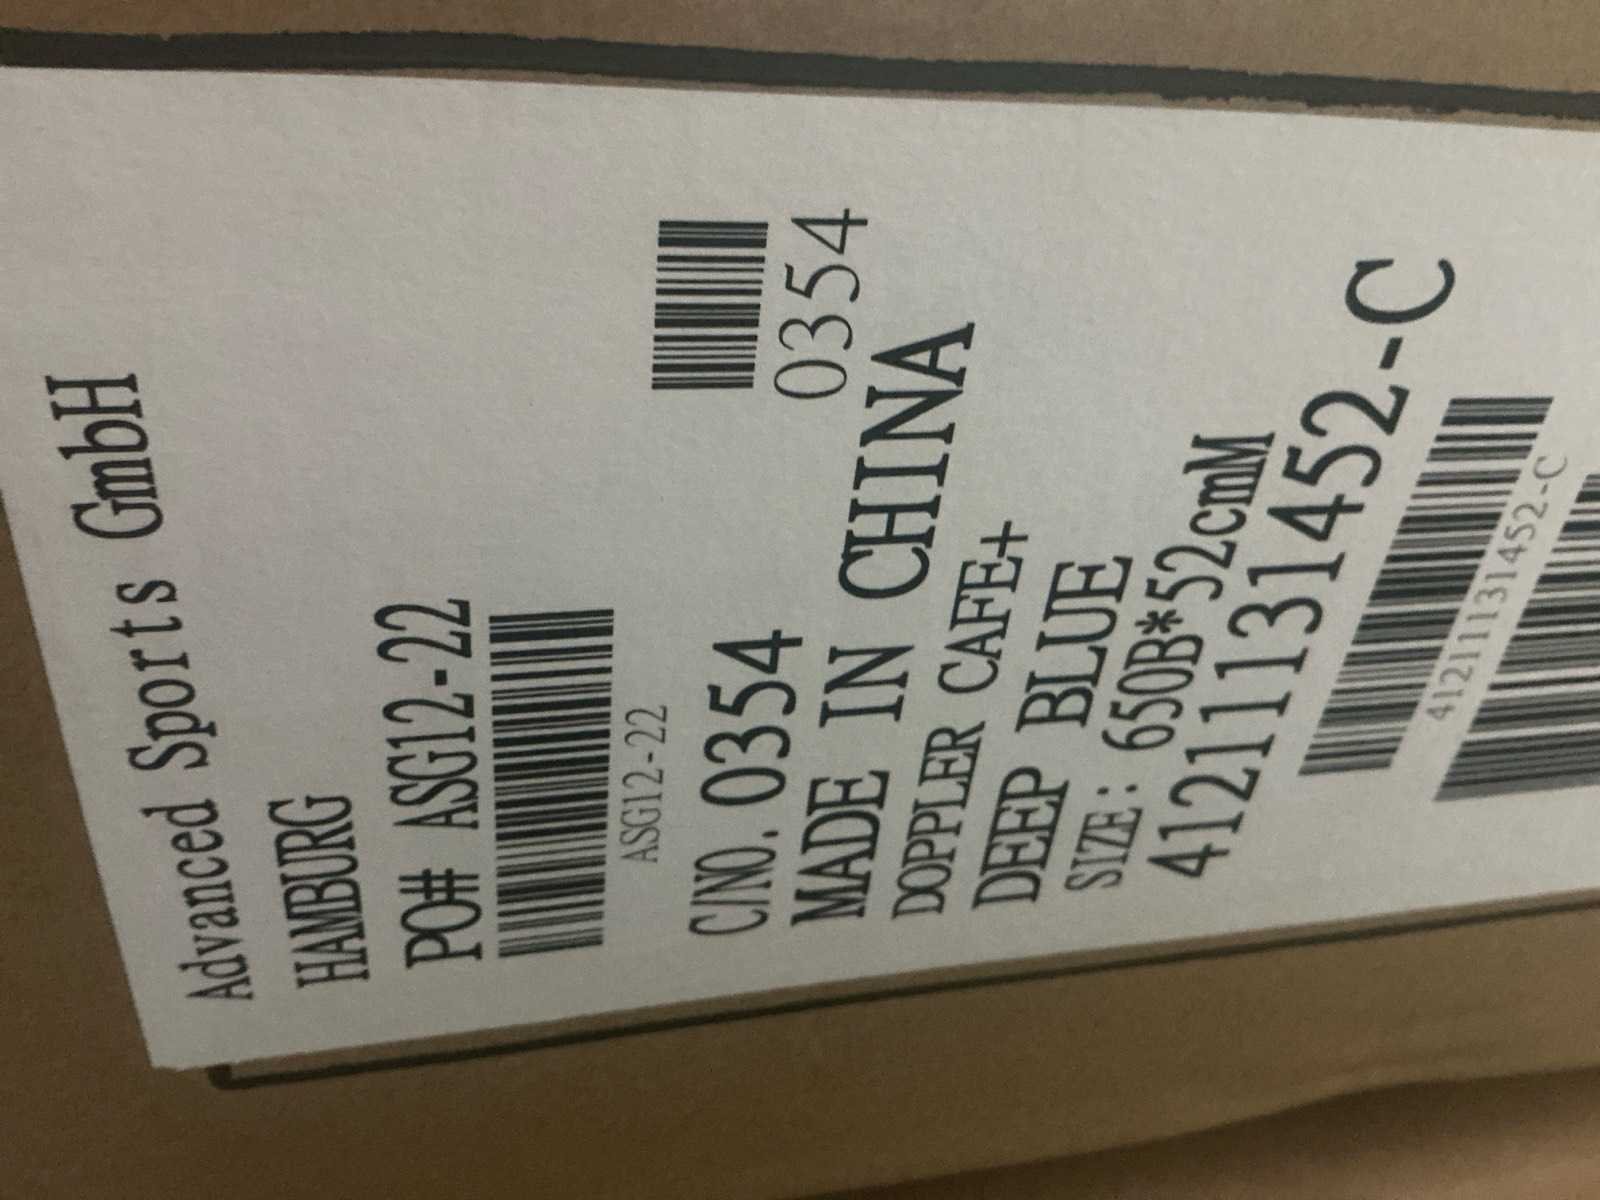 Advanced Sports GmbH
HAMBURG
PO# ASG12-22
ASG12-22
C/NO. 0354
0354
MADE IN CHINA
DOPPLER CAFE+
DEEP BLUE
SIZE: 650B*52cmM
41211131452-C
41211131452-C